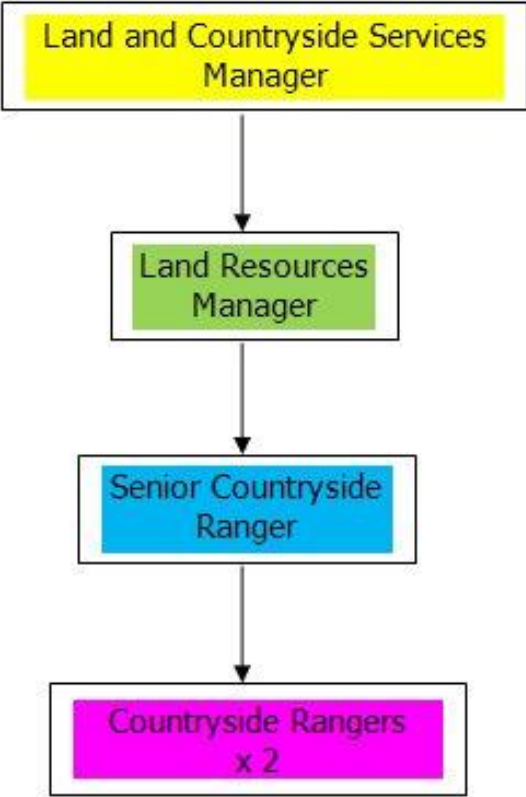 Land and Countryside Services
Manager
Land Resources
Manager
Senior Countryside
Ranger
Countryside Rangers
x 2